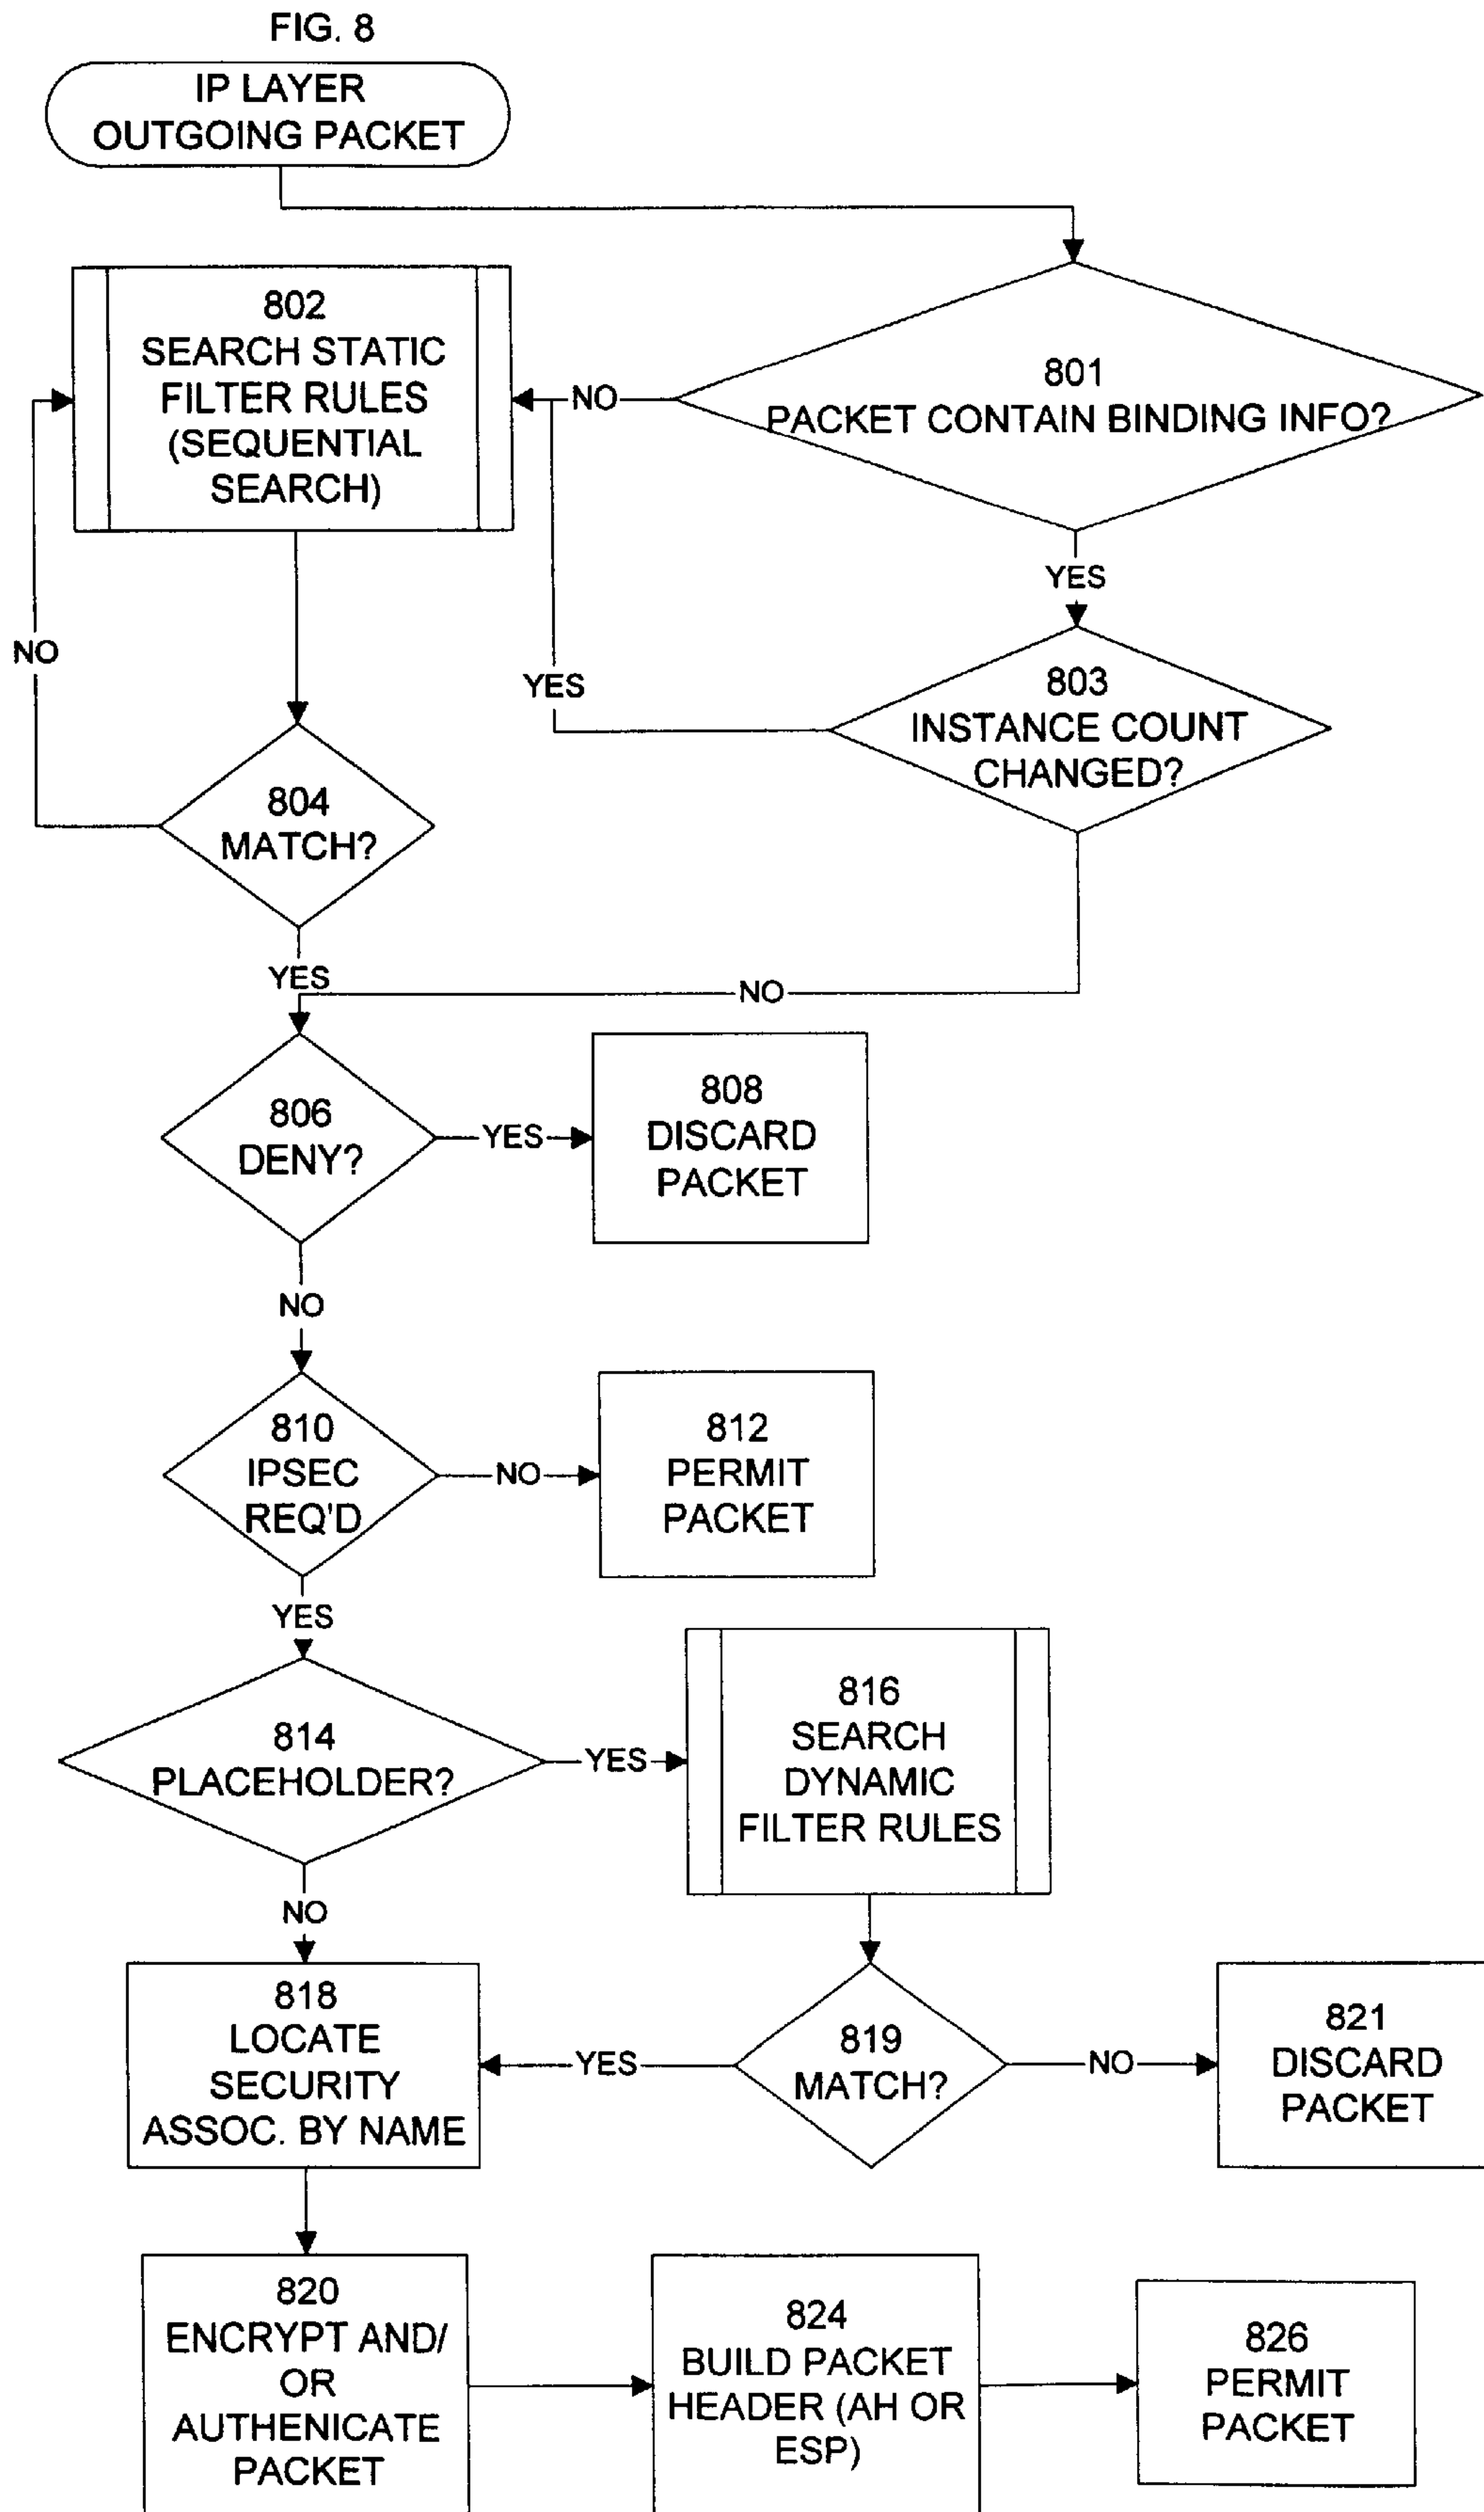 FIG. 8
IP LAYER
OUTGOING PACKET
802
SEARCH STATIC
FILTER RULES
(SEQUENTIAL
SEARCH)
NO
801
PACKET CONTAIN BINDING INFO?
YES
NO
YES
803
INSTANCE COUNT
CHANGED?
804
MATCH?
YES
NO
806
DENY?
YES
808
DISCARD
PACKET
NO
810
IPSEC
REQ'D
NO
812
PERMIT
PACKET
YES
814
PLACEHOLDER?
YES
816
SEARCH
DYNAMIC
FILTER RULES
NO
818
LOCATE
SECURITY
ASSOC. BY NAME
YES
819
MATCH?
NO
821
DISCARD
PACKET
820
ENCRYPT AND/
OR
AUTHENICATE
PACKET
824
BUILD PACKET
HEADER (AH OR
ESP)
826
PERMIT
PACKET